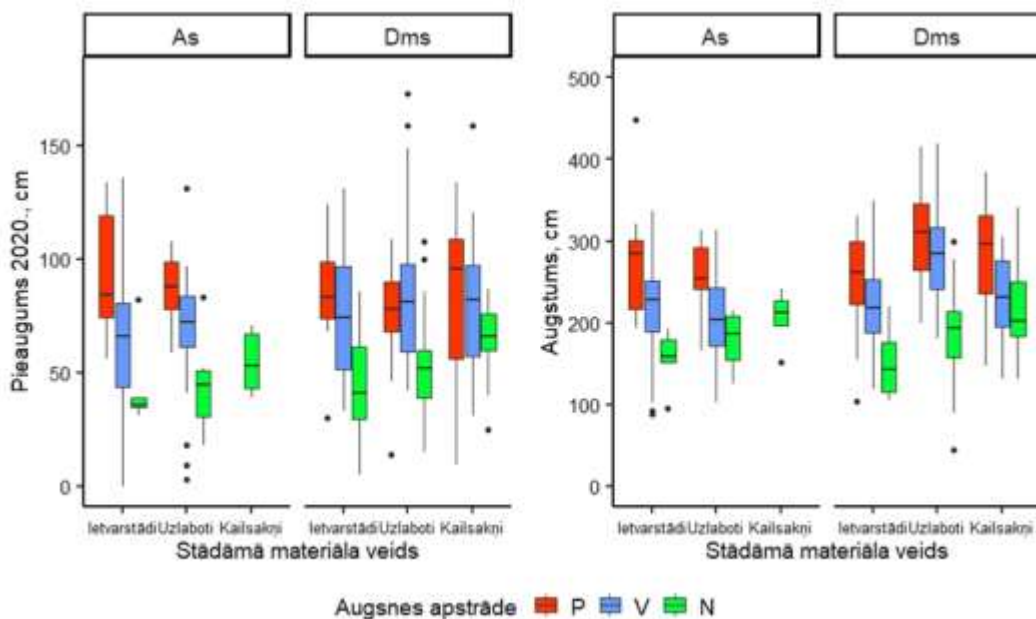 As Dms
Pieaugums 2020., cm
150
100
50
0
Ietvarstādi Uzlaboti Kailsakņi Ietvarstādi Uzlaboti Kailsakņi
Stādāmā materiāla veids
As Dms
Augstums, cm
500
400
300
200
100
0
Ietvarstādi Uzlaboti Kailsakņi Ietvarstādi Uzlaboti Kailsakņi
Stādāmā materiāla veids
Augsnes apstrāde P V N